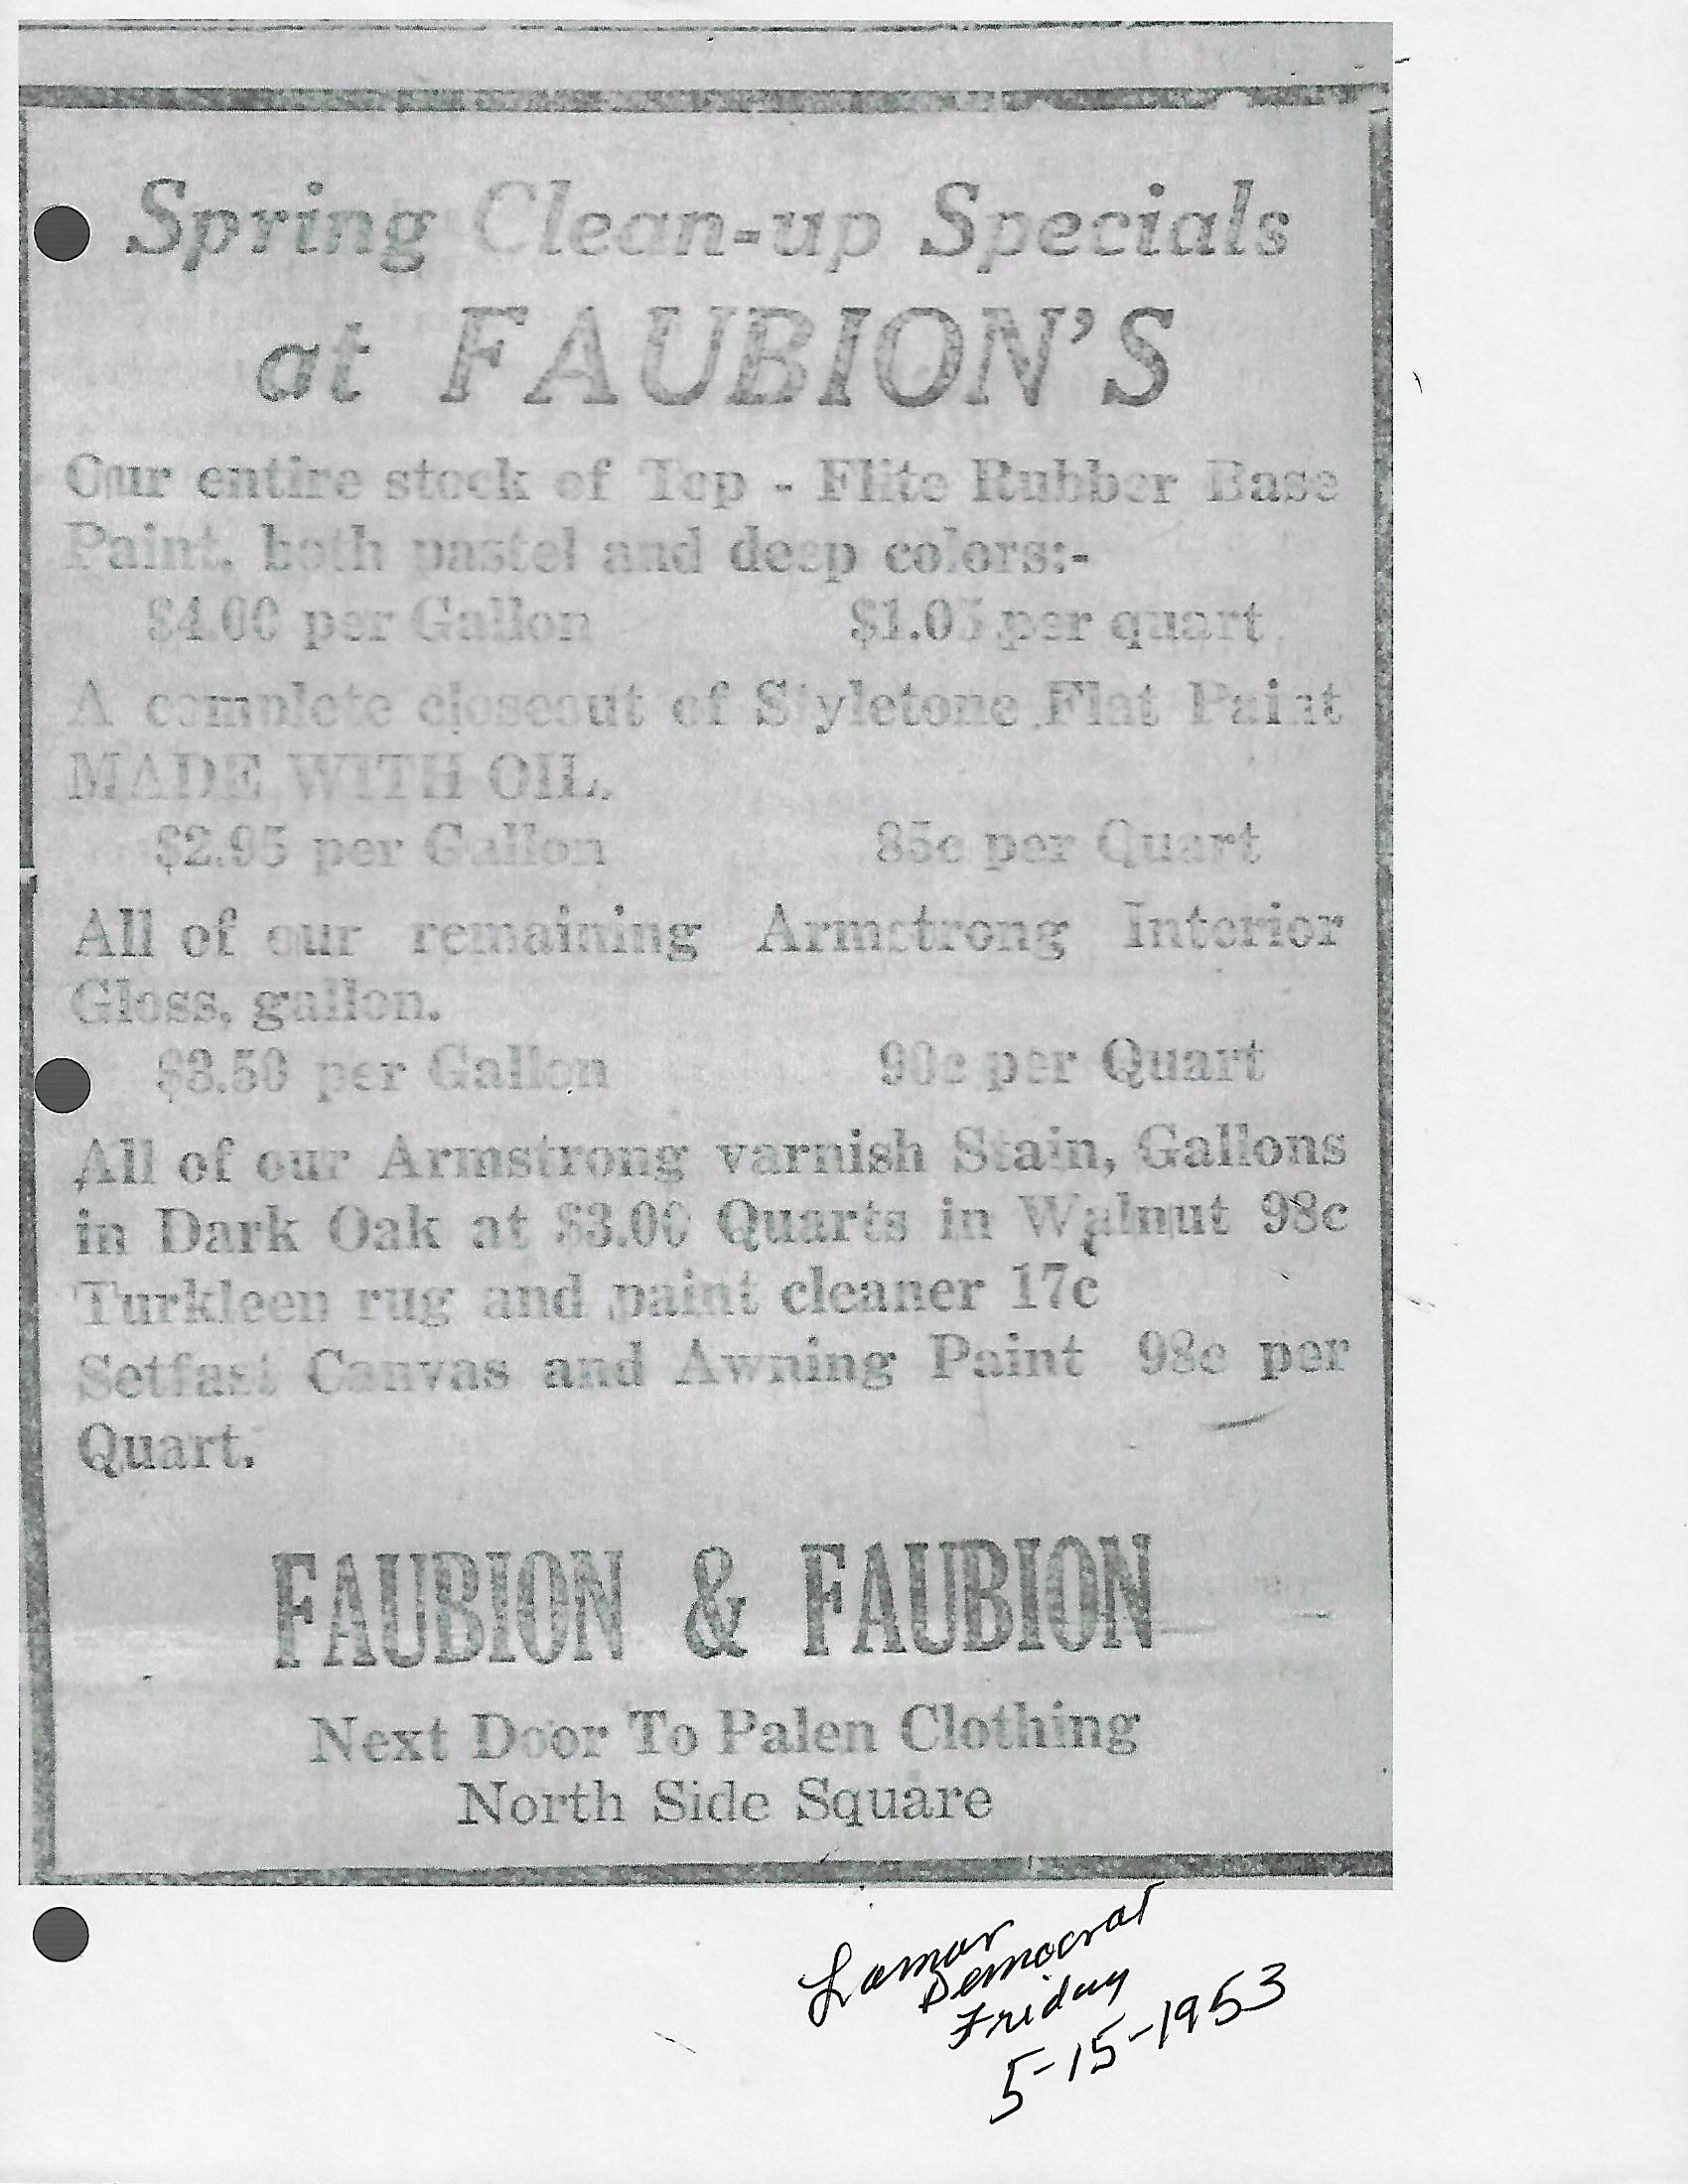 Spring Clean-up Specials
at FAUBION'S
Our entire stock of Top - Flite Rubber Base
Paint, both pastel and deep colors:-
$4.00 per Gallon $1.05 per quart
A complete closeout of Styletone Flat Paint
MADE WITH OIL.
$2.95 per Gallon 85c per Quart
All of our remaining Armstrong Interior
Gloss, gallon.
$3.50 per Gallon 90c per Quart
All of our Armstrong varnish Stain, Gallons
in Dark Oak at $3.00 Quarts in Walnut 98c
Turkleen rug and paint cleaner 17c
Setfast Canvas and Awning Paint 98c per
Quart.
FAUBION & FAUBION
Next Door To Palen Clothing
North Side Square
Lamar
Democrat
Friday
5-15-1953